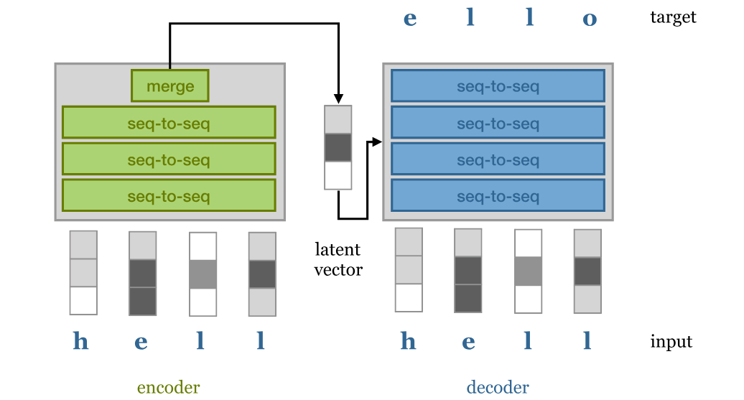 e l l o target
merge
seq-to-seq
seq-to-seq
seq-to-seq
seq-to-seq
seq-to-seq
seq-to-seq
seq-to-seq
latent
vector
h e l l
h e l l input
encoder
decoder